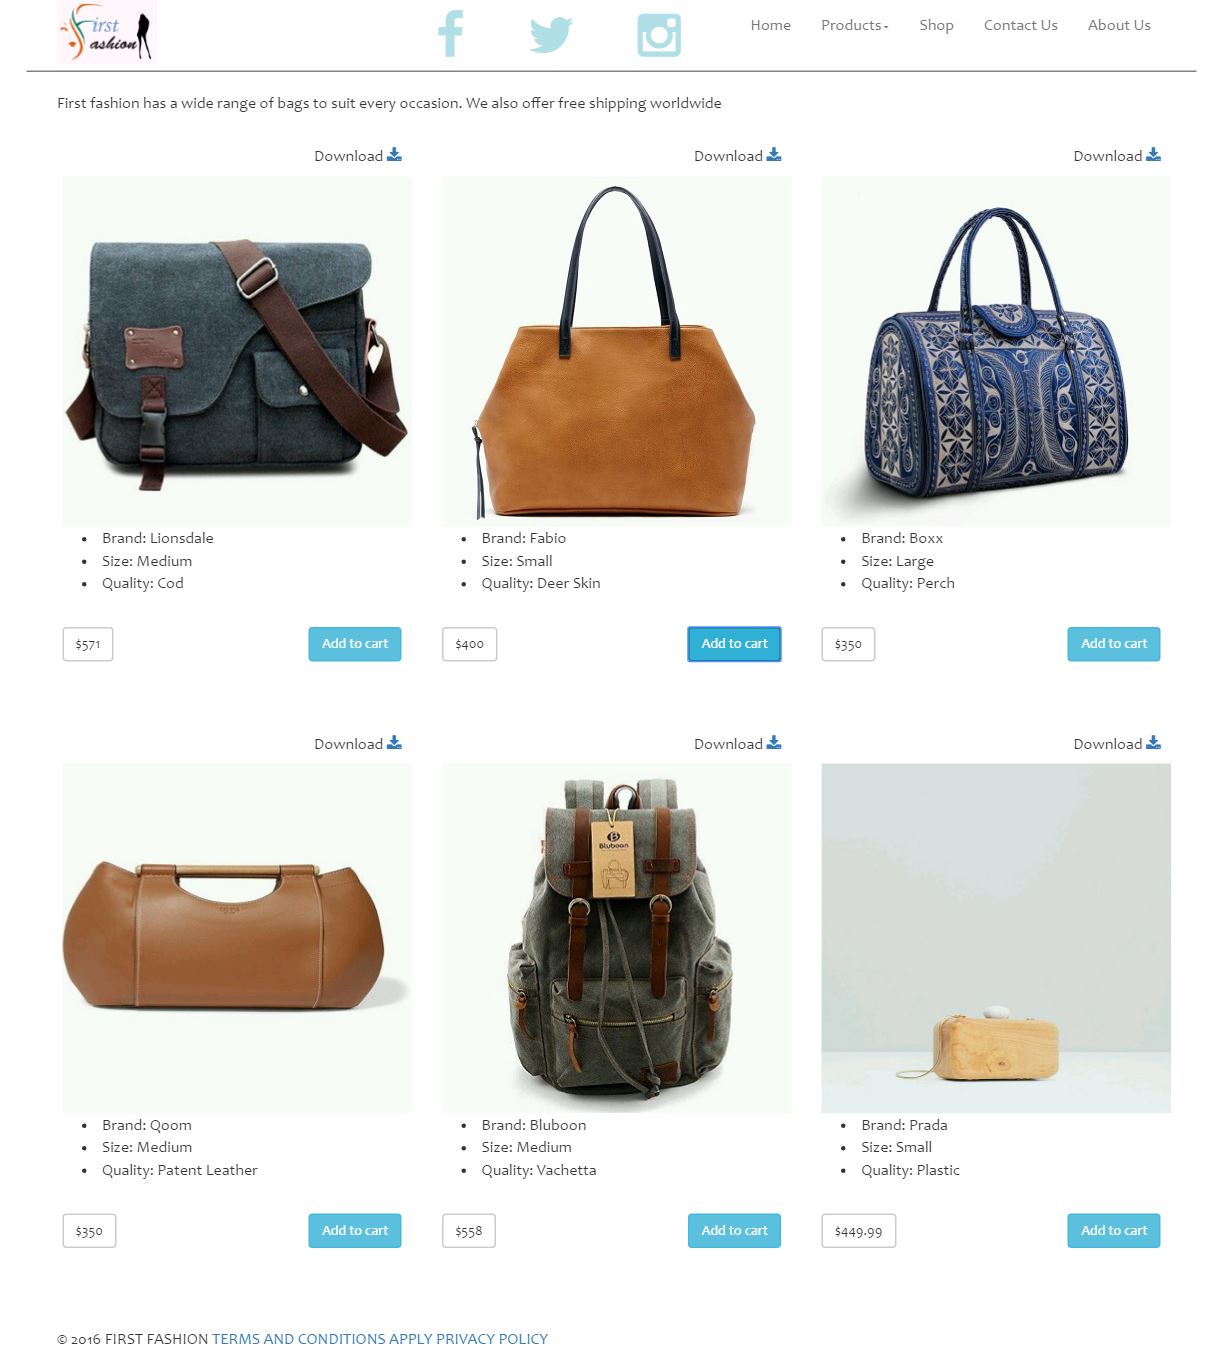 First
ashion
Home Products Shop Contact Us About Us
First fashion has a wide range of bags to suit every occasion. We also offer free shipping worldwide
Download Download Download
Brand: Lionsdale
Size: Medium
Quality: Cod
$571 Add to cart
Brand: Fabio
Size: Small
Quality: Deer Skin
$400 Add to cart
Brand: Boxx
Size: Large
Quality: Perch
$350 Add to cart
Download Download Download
Bluboon
Brand: Qoom
Size: Medium
Quality: Patent Leather
$350 Add to cart
Brand: Bluboon
Size: Medium
Quality: Vachetta
$558 Add to cart
Brand: Prada
Size: Small
Quality: Plastic
$449.99 Add to cart
© 2016 FIRST FASHION TERMS AND CONDITIONS APPLY PRIVACY POLICY